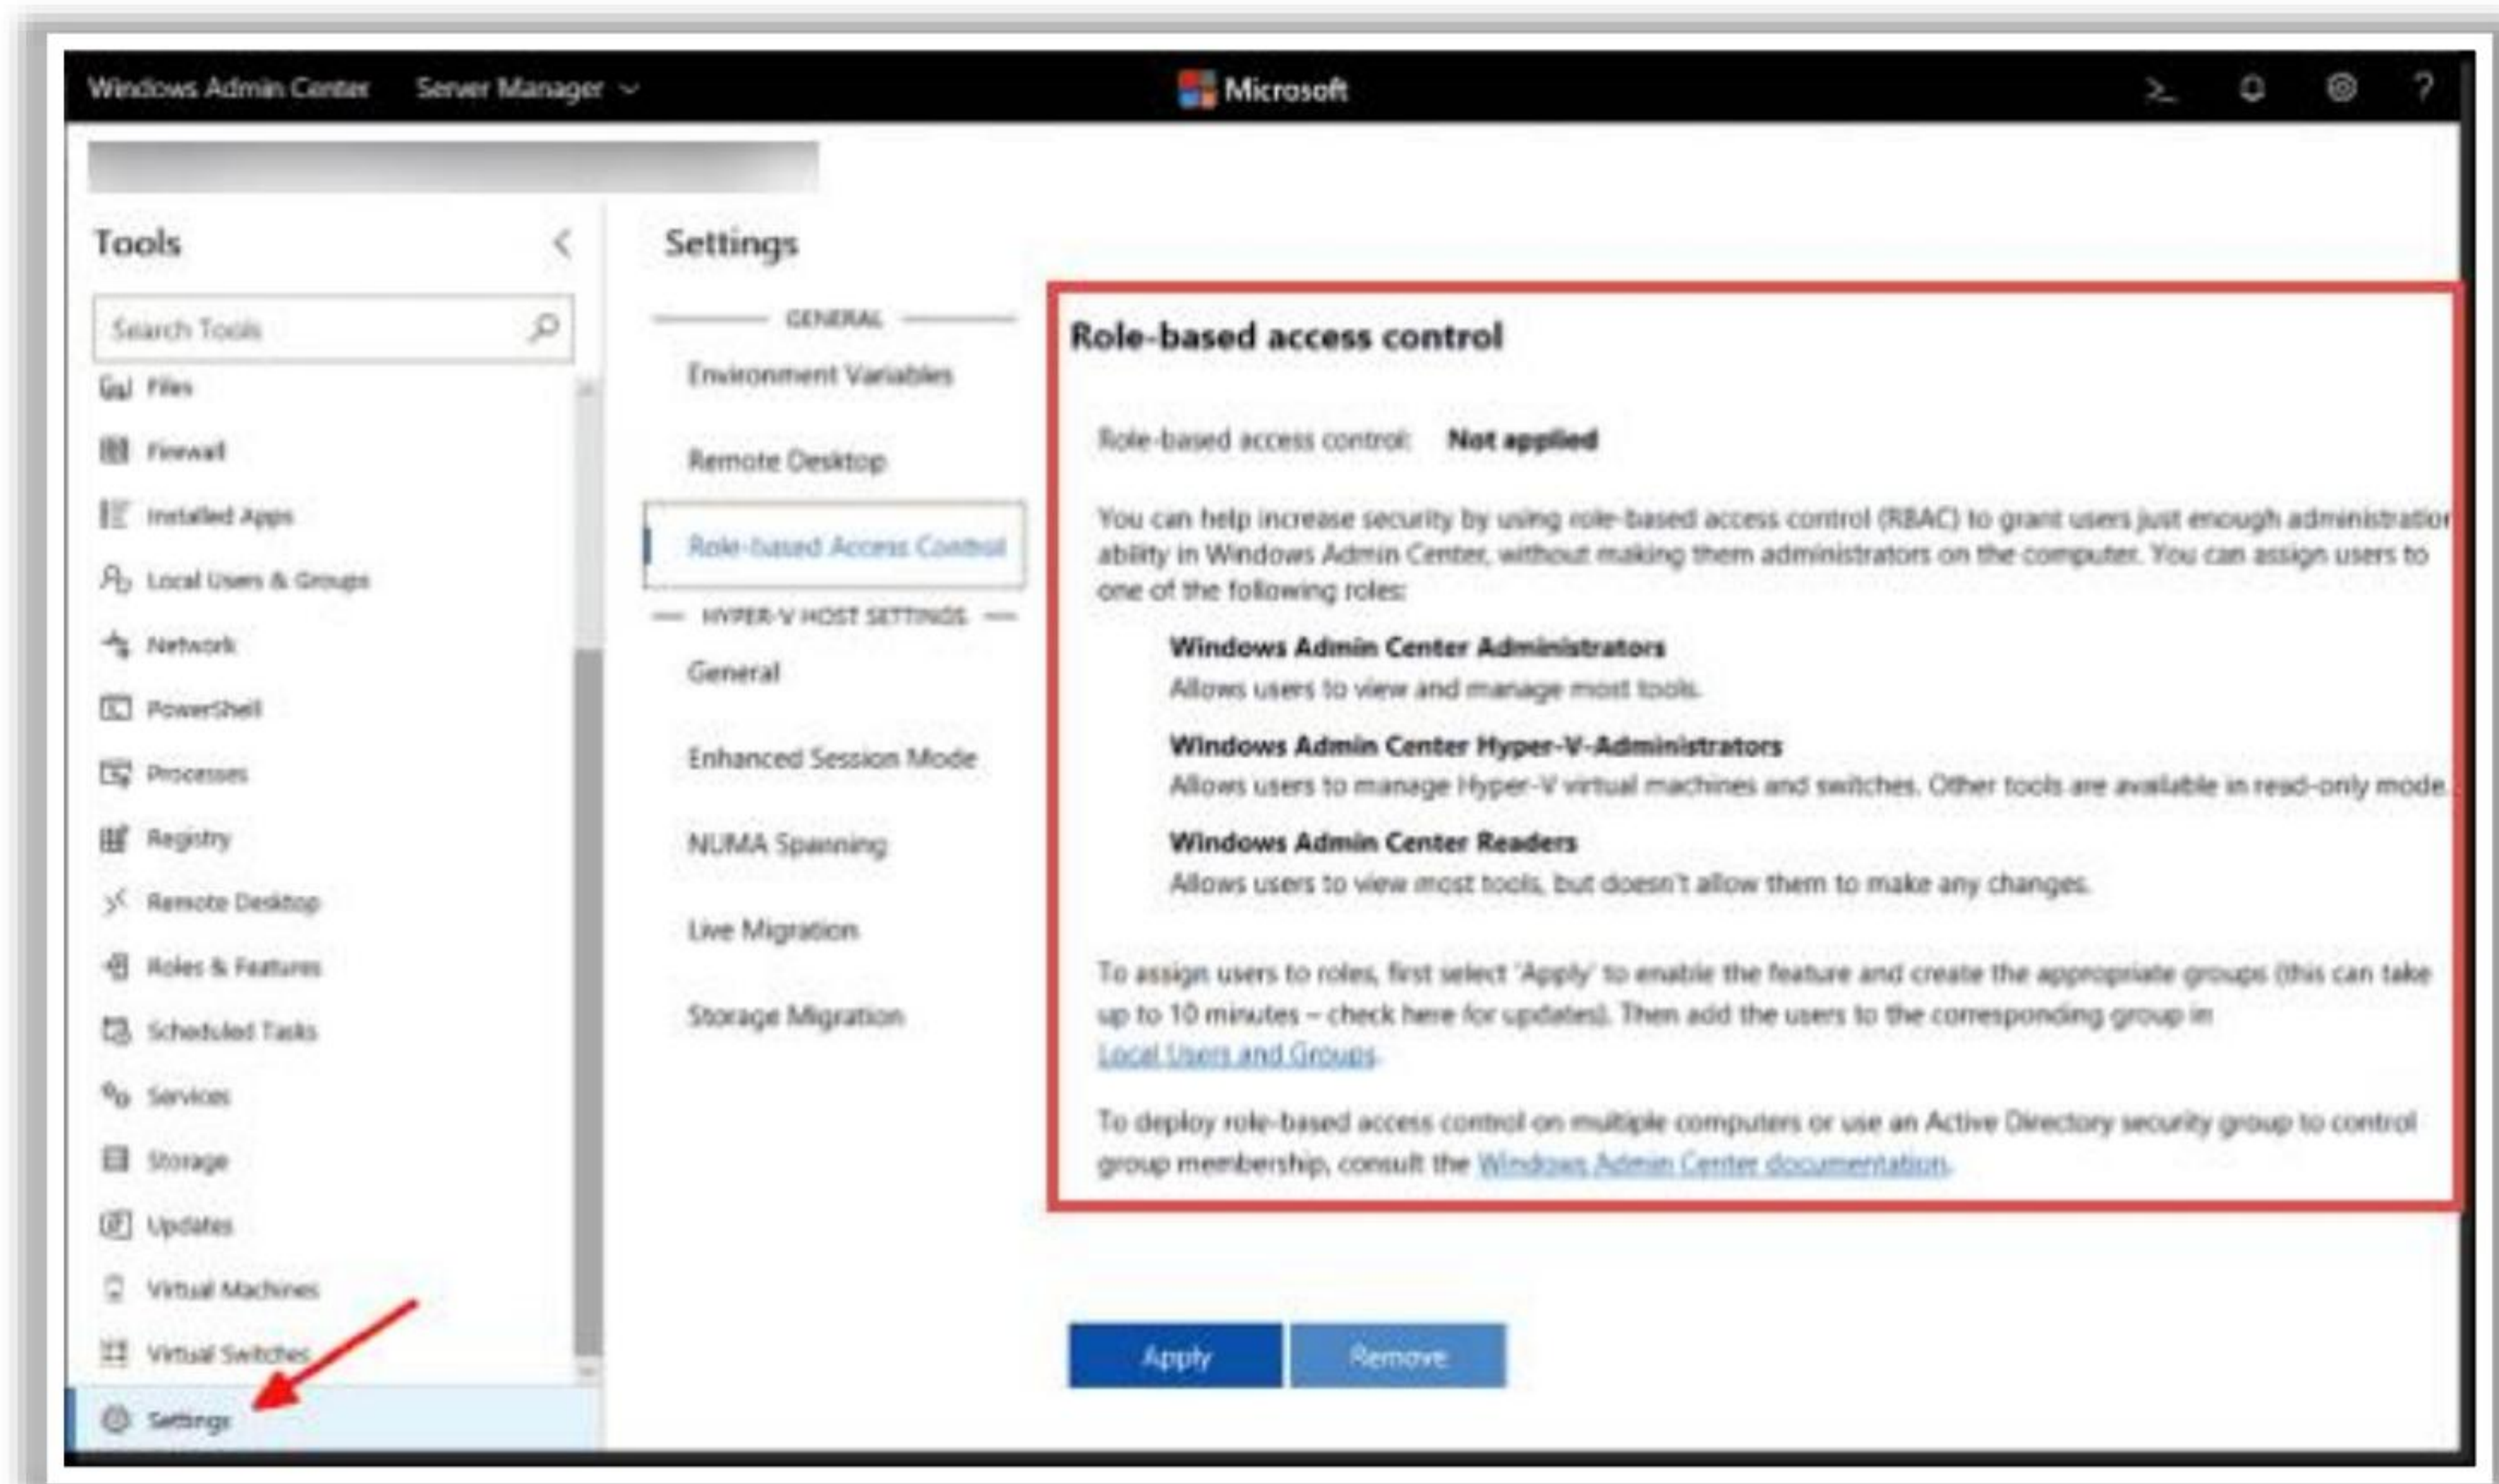 Windows Admin Center
Server Manager
Microsoft
>_
?
Tools
Search Tools
Files
Firewall
Installed Apps
Local Users & Groups
Network
PowerShell
Processes
Registry
Remote Desktop
Roles & Features
Scheduled Tasks
Services
Storage
Updates
Virtual Machines
Virtual Switches
Settings
Settings
GENERAL
Environment Variables
Remote Desktop
Role-based Access Control
HYPER-V HOST SETTINGS
General
Enhanced Session Mode
NUMA Spanning
Live Migration
Storage Migration
Role-based access control
Role-based access control: Not applied
You can help increase security by using role-based access control (RBAC) to grant users just enough administration
ability in Windows Admin Center, without making them administrators on the computer. You can assign users to
one of the following roles:
Windows Admin Center Administrators
Allows users to view and manage most tools.
Windows Admin Center Hyper-V-Administrators
Allows users to manage Hyper-V virtual machines and switches. Other tools are available in read-only mode.
Windows Admin Center Readers
Allows users to view most tools, but doesn't allow them to make any changes.
To assign users to roles, first select 'Apply' to enable the feature and create the appropriate groups (this can take
up to 10 minutes – check here for updates). Then add the users to the corresponding group in
Local Users and Groups.
To deploy role-based access control on multiple computers or use an Active Directory security group to control
group membership, consult the Windows Admin Center documentation.
Apply
Remove